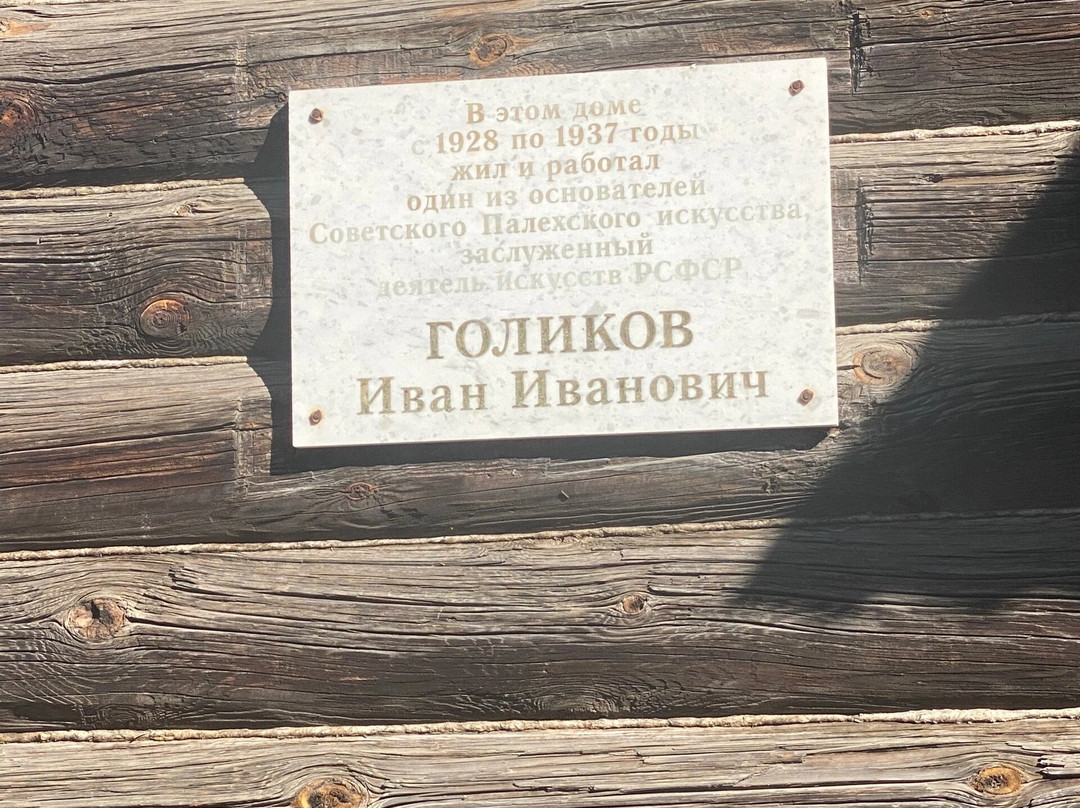 В этом доме
с 1928 по 1937 годы
жил и работал
один из основателей
Советского Палехского искусства,
заслуженный
деятель искусств РСФСР
ГОЛИКОВ
Иван Иванович